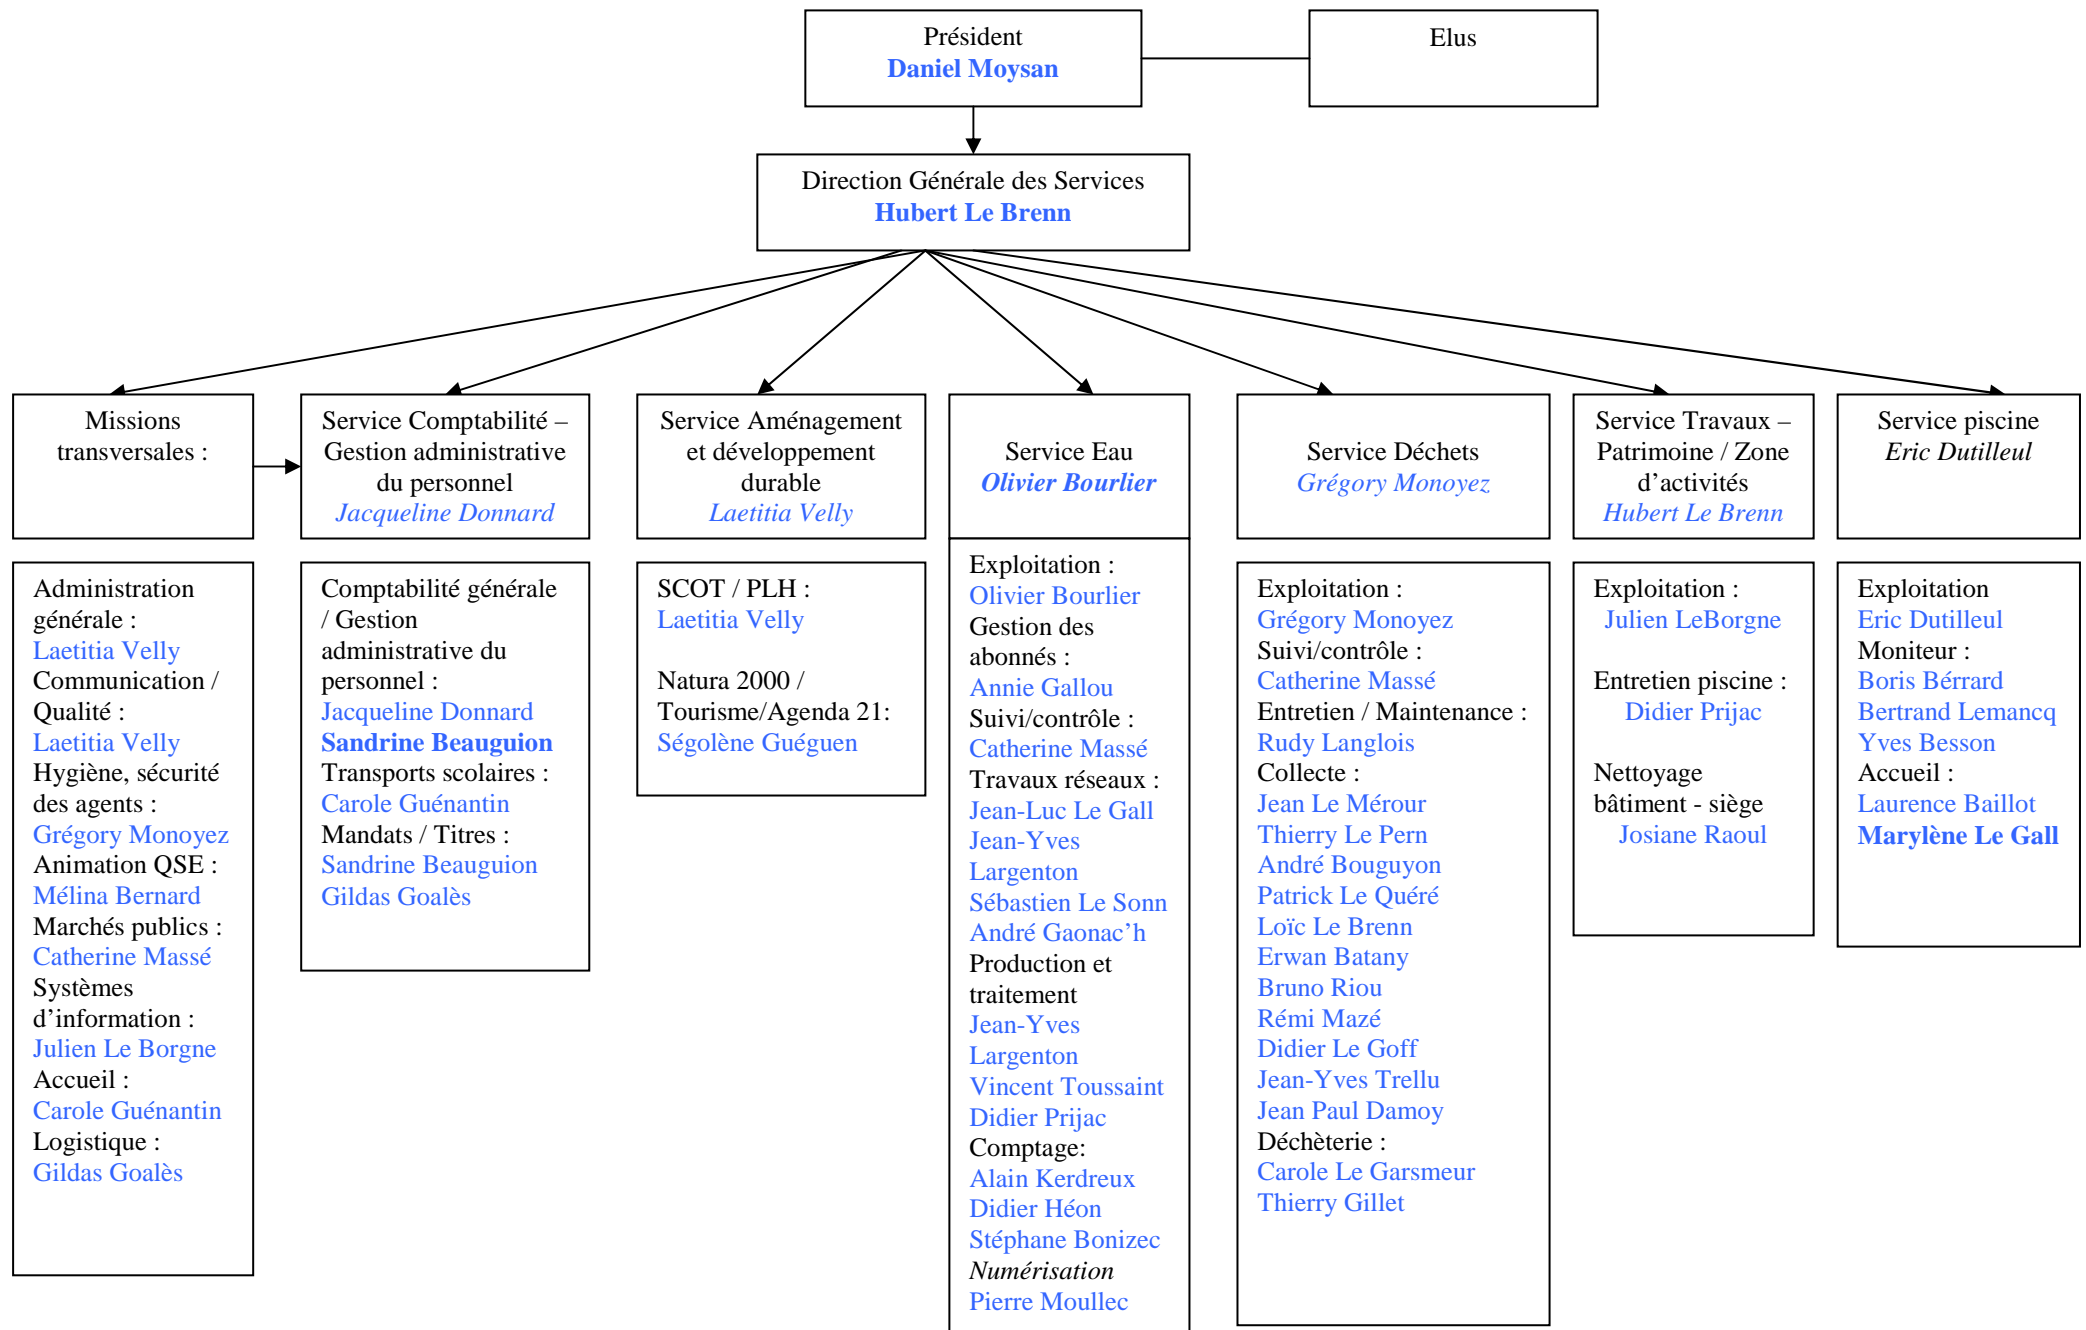 Président
Daniel Moysan
Elus
Direction Générale des Services
Hubert Le Brenn
Missions
transversales :
Service Comptabilité –
Gestion administrative
du personnel
Jacqueline Donnard
Service Aménagement
et développement
durable
Laetitia Velly
Service Eau
Olivier Bourlier
Service Déchets
Grégory Monoyez
Service Travaux –
Patrimoine / Zone
d’activités
Hubert Le Brenn
Service piscine
Eric Dutilleul
Administration
générale :
Laetitia Velly
Communication /
Qualité :
Laetitia Velly
Hygiène, sécurité
des agents :
Grégory Monoyez
Animation QSE :
Mélina Bernard
Marchés publics :
Catherine Massé
Systèmes
d’information :
Julien Le Borgne
Accueil :
Carole Guénantin
Logistique :
Gildas Goalès
Comptabilité générale
/ Gestion
administrative du
personnel :
Jacqueline Donnard
Sandrine Beauguion
Transports scolaires :
Carole Guénantin
Mandats / Titres :
Sandrine Beauguion
Gildas Goalès
SCOT / PLH :
Laetitia Velly
Natura 2000 /
Tourisme/Agenda 21:
Ségolène Guéguen
Exploitation :
Olivier Bourlier
Gestion des
abonnés :
Annie Gallou
Suivi/contrôle :
Catherine Massé
Travaux réseaux :
Jean-Luc Le Gall
Jean-Yves
Largenton
Sébastien Le Sonn
André Gaonac’h
Production et
traitement
Jean-Yves
Largenton
Vincent Toussaint
Didier Prijac
Comptage:
Alain Kerdreux
Didier Héon
Stéphane Bonizec
Numérisation
Pierre Moullec
Exploitation :
Grégory Monoyez
Suivi/contrôle :
Catherine Massé
Entretien / Maintenance :
Rudy Langlois
Collecte :
Jean Le Mérour
Thierry Le Pern
André Bouguyon
Patrick Le Quéré
Loïc Le Brenn
Erwan Batany
Bruno Riou
Rémi Mazé
Didier Le Goff
Jean-Yves Trellu
Jean Paul Damoy
Déchèterie :
Carole Le Garsmeur
Thierry Gillet
Exploitation :
Julien LeBorgne
Entretien piscine :
Didier Prijac
Nettoyage
bâtiment - siège
Josiane Raoul
Exploitation
Eric Dutilleul
Moniteur :
Boris Bérrard
Bertrand Lemancq
Yves Besson
Accueil :
Laurence Baillot
Marylène Le Gall